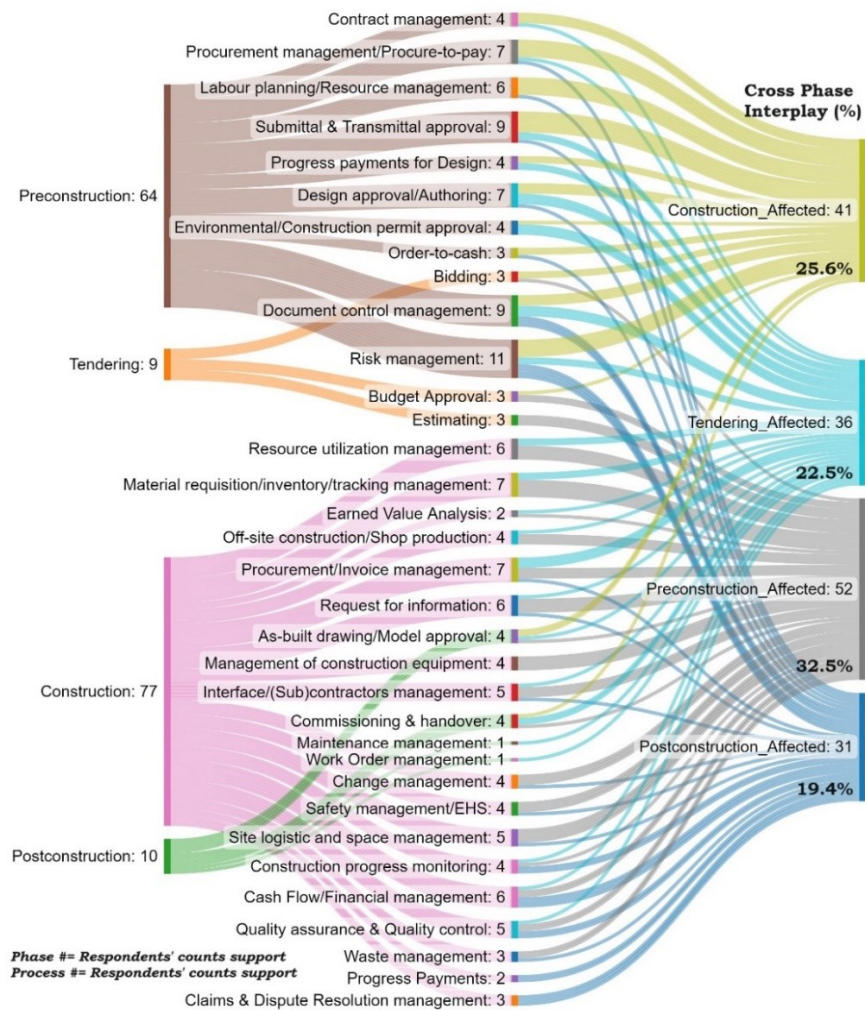 Contract management: 4
Procurement management/Procure-to-pay: 7
Labour planning/Resource management: 6
Cross Phase
Interplay (%)
Submittal & Transmittal approval: 9
Progress payments for Design: 4
Preconstruction: 64
Design approval/Authoring: 7
Construction_Affected: 41
Environmental/Construction permit approval: 4
Order-to-cash: 3
25.6%
Bidding: 3
Document control management: 9
Risk management: 11
Tendering: 9
Budget Approval: 3
Estimating: 3
Tendering_Affected: 36
Resource utilization management: 6
22.5%
Material requisition/inventory/tracking management: 7
Earned Value Analysis: 2
Off-site construction/Shop production: 4
Procurement/Invoice management: 7
Preconstruction_Affected: 52
Request for information: 6
As-built drawing/Model approval: 4
Management of construction equipment: 4
32.5%
Construction: 77
Interface/(Sub)contractors management: 5
Commissioning & handover: 4
Maintenance management: 1
Postconstruction_Affected: 31
Work Order management: 1
Change management: 4
19.4%
Safety management/EHS: 4
Site logistic and space management: 5
Postconstruction: 10
Construction progress monitoring: 4
Cash Flow/Financial management: 6
Quality assurance & Quality control: 5
Waste management: 3
Progress Payments: 2
Claims & Dispute Resolution management: 3
Phase #= Respondents' counts support
Process #= Respondents' counts support